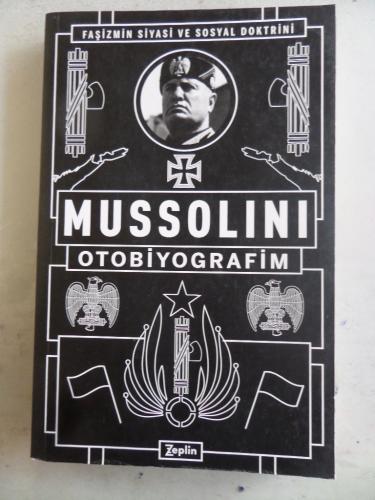 FAŞİZMİN SİYASİ VE SOSYAL DOKTRİNİ
MUSSOLINI
OTOBİYOGRAFİM
Zeplin